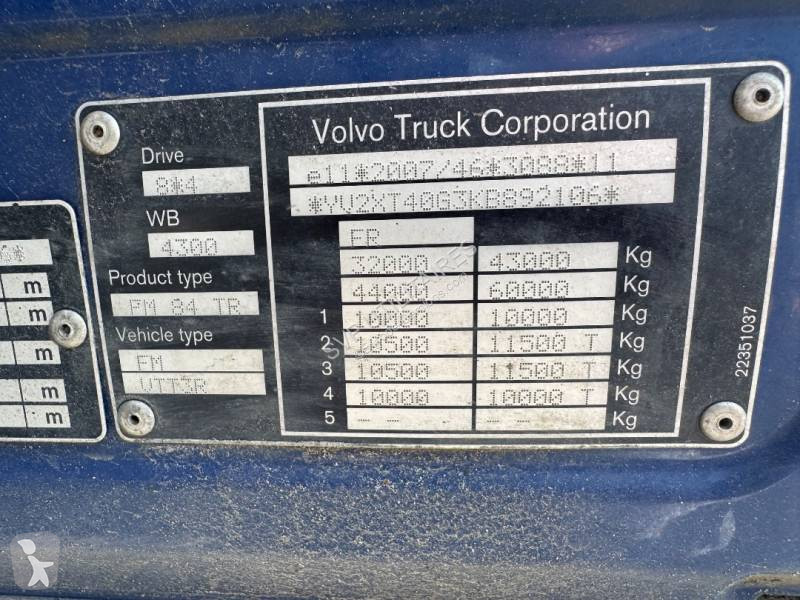 Volvo Truck Corporation
e11*2007/46*3088*11
*YV2XT40G3KB892106*
Drive
8*4
WB
4300
Product type
FM 84 TR
Vehicle type
FM
VTT3R
FR
32000 43000 Kg
44000 60000 Kg
1 10000 10000 Kg
2 10500 11500 T Kg
3 10500 11500 T Kg
4 10000 10000 T Kg
5 -- -- -- -- Kg
22351037
6*
m
m
m
m
m